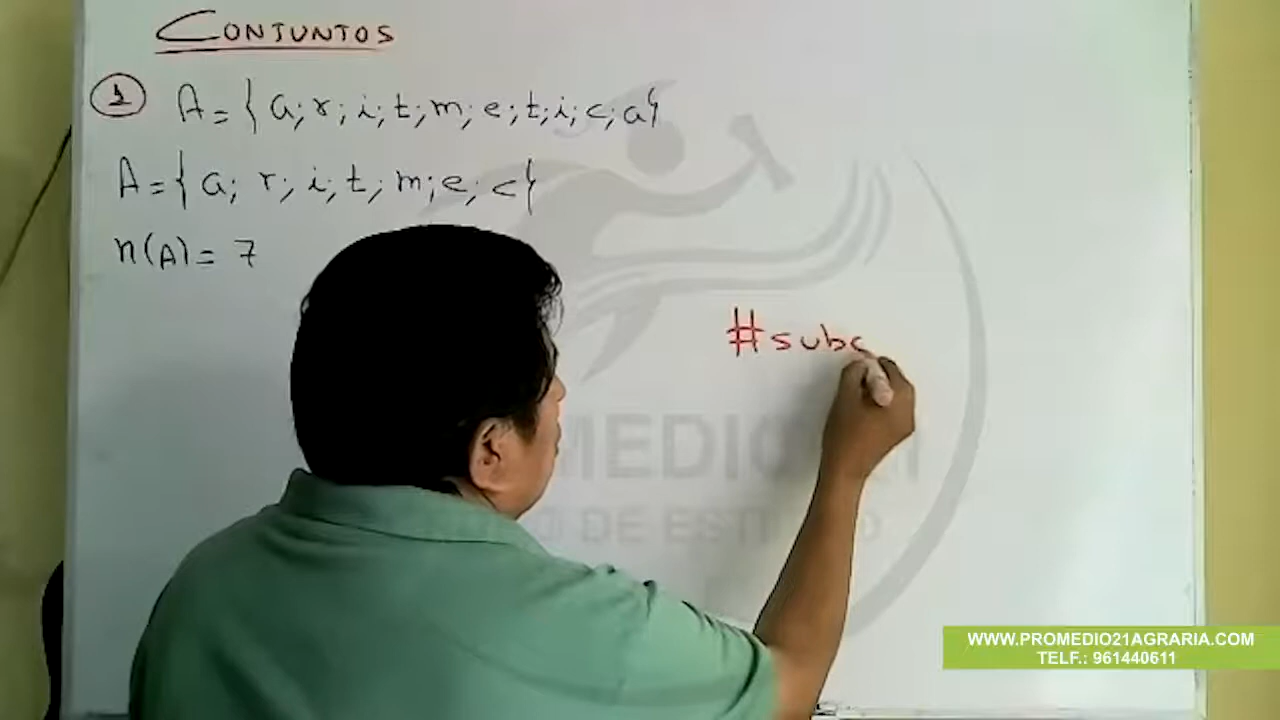 CONJUNTOS
1 A = { a; r; i; t; m; e; t; i; c; a}
A = { a; r; i; t; m; e; c}
n(A) = 7
#subc
WWW.PROMEDIO21AGRARIA.COM
TELF.: 961440611